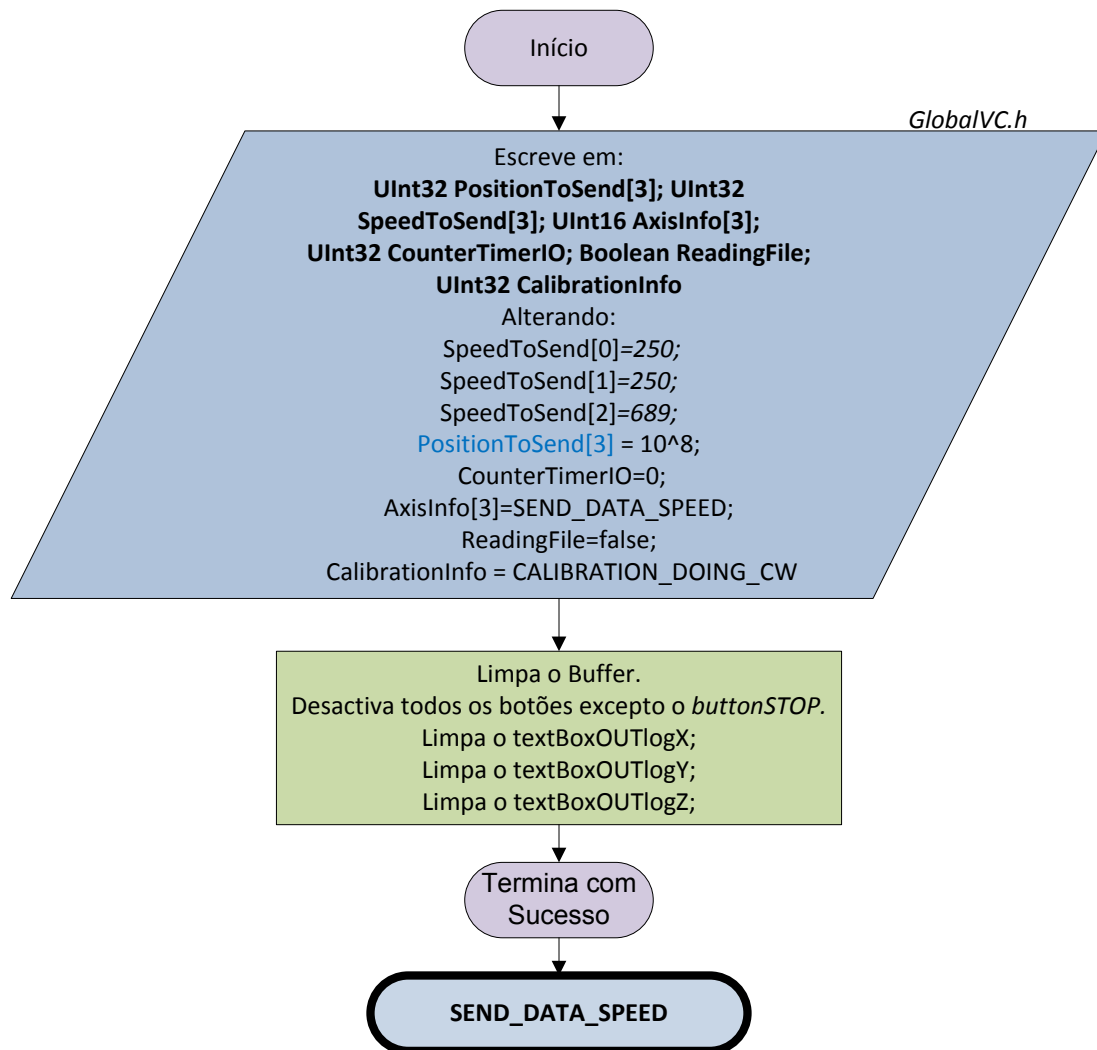 Início
GlobalVC.h
Escreve em:
UInt32 PositionToSend[3]; UInt32
SpeedToSend[3]; UInt16 AxisInfo[3];
UInt32 CounterTimerIO; Boolean ReadingFile;
UInt32 CalibrationInfo
Alterando:
SpeedToSend[0]=250;
SpeedToSend[1]=250;
SpeedToSend[2]=689;
PositionToSend[3] = 10^8;
CounterTimerIO=0;
AxisInfo[3]=SEND_DATA_SPEED;
ReadingFile=false;
CalibrationInfo = CALIBRATION_DOING_CW
Limpa o Buffer.
Desactiva todos os botões excepto o buttonSTOP.
Limpa o textBoxOUTlogX;
Limpa o textBoxOUTlogY;
Limpa o textBoxOUTlogZ;
Termina com
Sucesso
SEND_DATA_SPEED